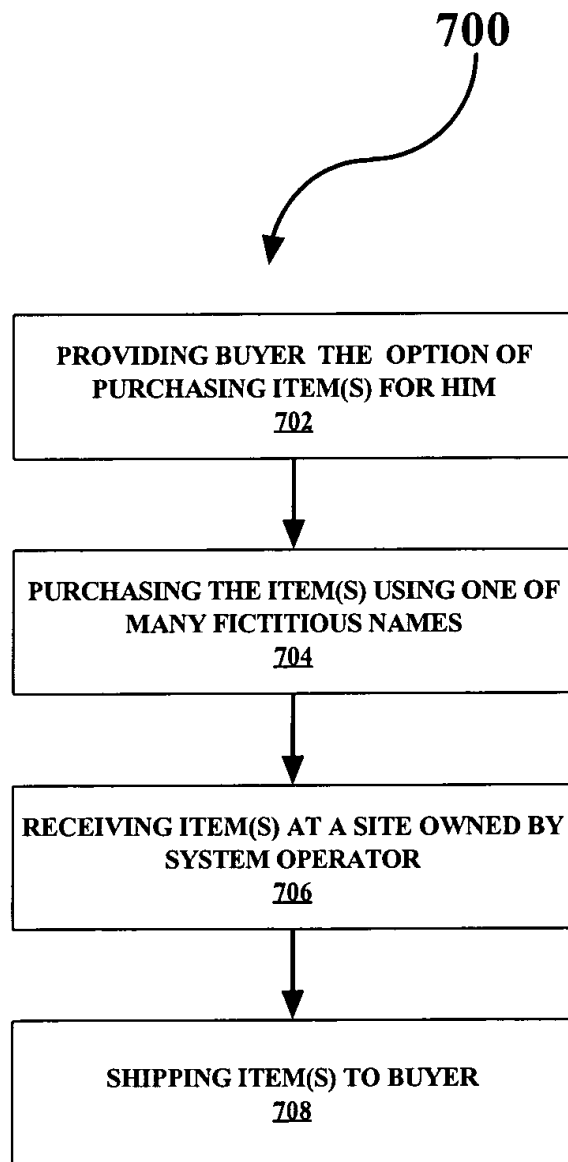 700
PROVIDING BUYER THE OPTION OF
PURCHASING ITEM(S) FOR HIM
702
PURCHASING THE ITEM(S) USING ONE OF
MANY FICTITIOUS NAMES
704
RECEIVING ITEM(S) AT A SITE OWNED BY
SYSTEM OPERATOR
706
SHIPPING ITEM(S) TO BUYER
708